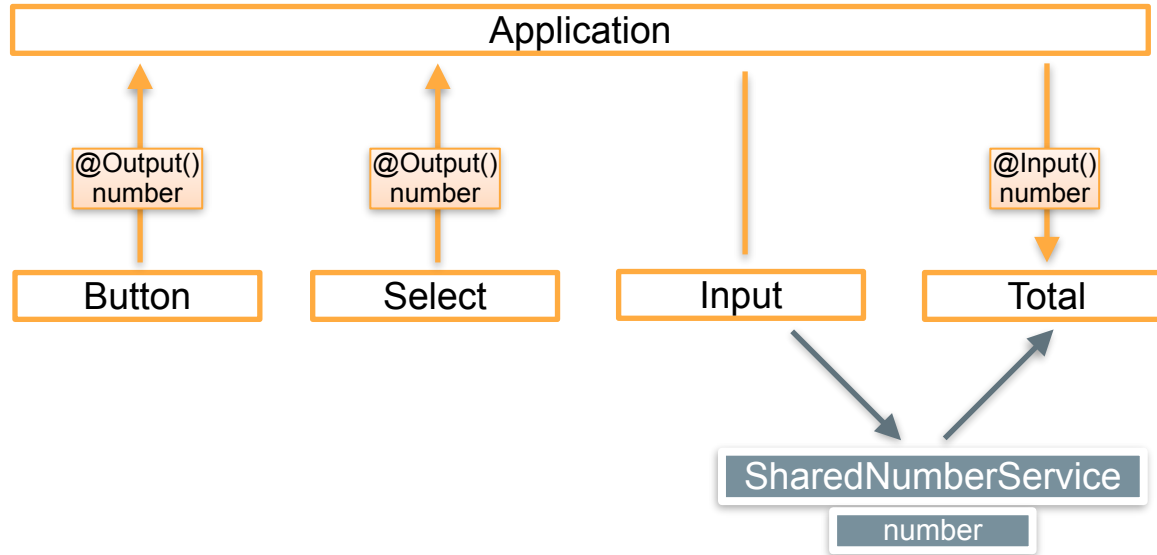 Application
@Output()
number
@Output()
number
@Input()
number
Button
Select
Input
Total
SharedNumberService
number